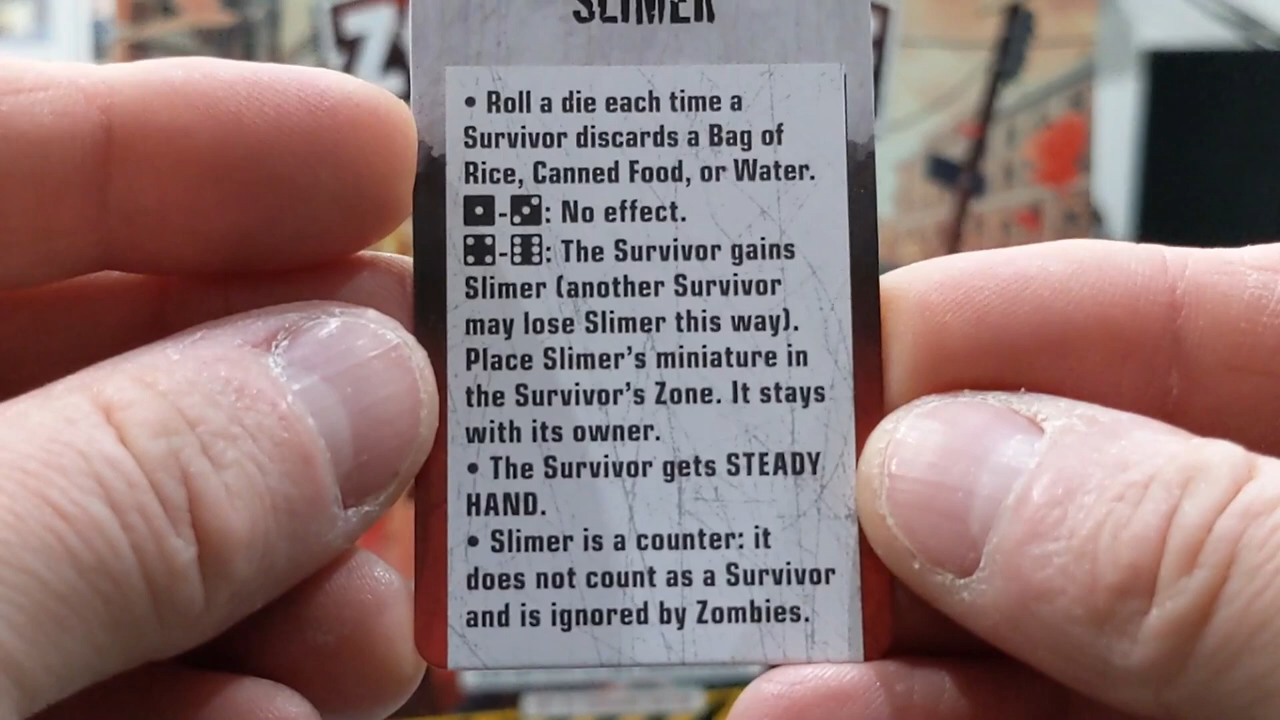 SLIMER
• Roll a die each time a
Survivor discards a Bag of
Rice, Canned Food, or Water.
⚀-⚂: No effect.
⚃-⚅: The Survivor gains
Slimer (another Survivor
may lose Slimer this way).
Place Slimer's miniature in
the Survivor's Zone. It stays
with its owner.
• The Survivor gets STEADY
HAND.
• Slimer is a counter: it
does not count as a Survivor
and is ignored by Zombies.